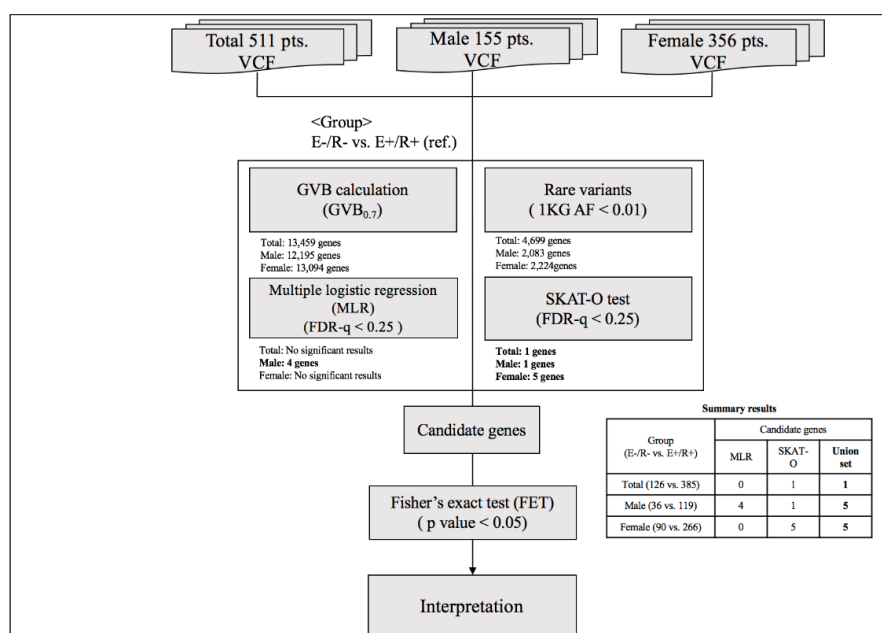 Total 511 pts.
VCF
Male 155 pts.
VCF
Female 356 pts.
VCF
<Group>
E-/R- vs. E+/R+ (ref.)
GVB calculation
(GVB0.7)
Total: 13,459 genes
Male: 12,195 genes
Female: 13,094 genes
Multiple logistic regression
(MLR)
(FDR-q < 0.25 )
Total: No significant results
Male: 4 genes
Female: No significant results
Rare variants
( 1KG AF < 0.01)
Total: 4,699 genes
Male: 2,083 genes
Female: 2,224genes
SKAT-O test
(FDR-q < 0.25)
Total: 1 genes
Male: 1 genes
Female: 5 genes
Candidate genes
Fisher's exact test (FET)
( p value < 0.05)
Interpretation
Summary results
Group
(E-/R- vs. E+/R+)
Candidate genes
MLR
SKAT-
O
Union
set
Total (126 vs. 385) 0 1 1
Male (36 vs. 119) 4 1 5
Female (90 vs. 266) 0 5 5